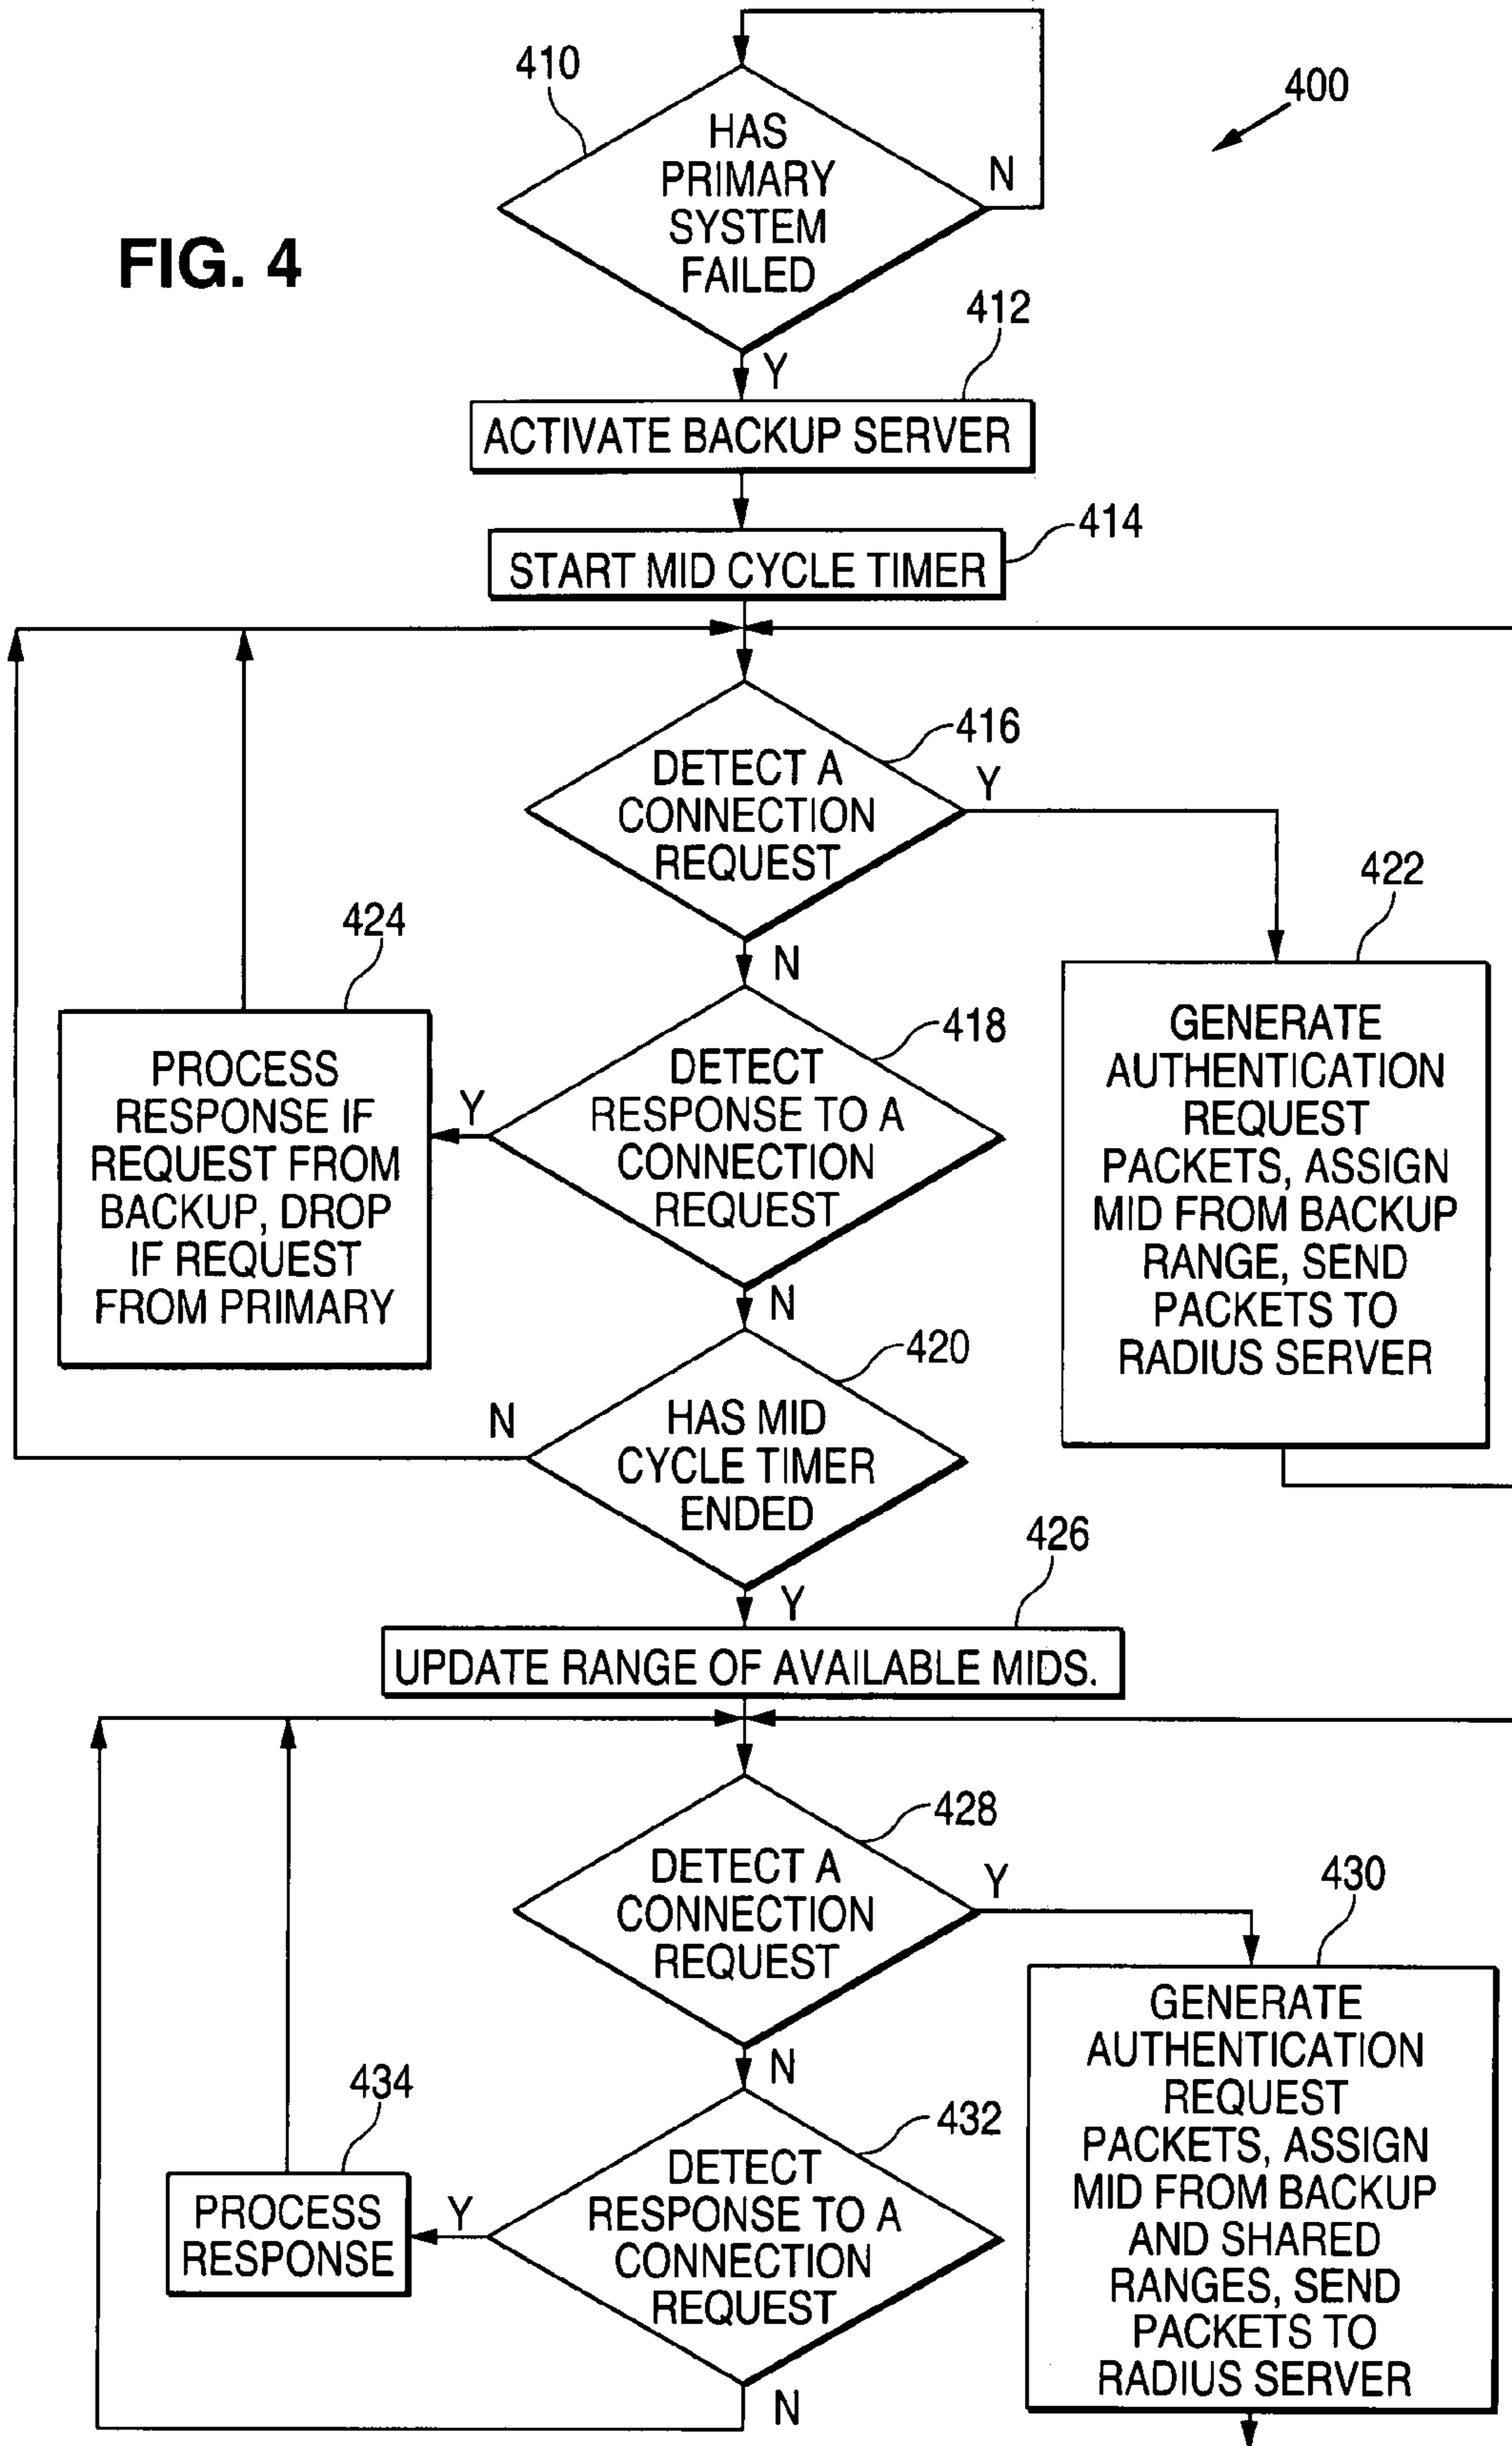 410
HAS
PRIMARY
SYSTEM
FAILED
N
400
FIG. 4
Y
412
ACTIVATE BACKUP SERVER
414
START MID CYCLE TIMER
416
DETECT A
CONNECTION
REQUEST
Y
N
422
GENERATE
AUTHENTICATION
REQUEST
PACKETS, ASSIGN
MID FROM BACKUP
RANGE, SEND
PACKETS TO
RADIUS SERVER
424
PROCESS
RESPONSE IF
REQUEST FROM
BACKUP, DROP
IF REQUEST
FROM PRIMARY
Y
418
DETECT
RESPONSE TO A
CONNECTION
REQUEST
N
420
HAS MID
CYCLE TIMER
ENDED
N
Y
426
UPDATE RANGE OF AVAILABLE MIDS.
428
DETECT A
CONNECTION
REQUEST
Y
N
430
GENERATE
AUTHENTICATION
REQUEST
PACKETS, ASSIGN
MID FROM BACKUP
AND SHARED
RANGES, SEND
PACKETS TO
RADIUS SERVER
434
PROCESS
RESPONSE
Y
432
DETECT
RESPONSE TO A
CONNECTION
REQUEST
N